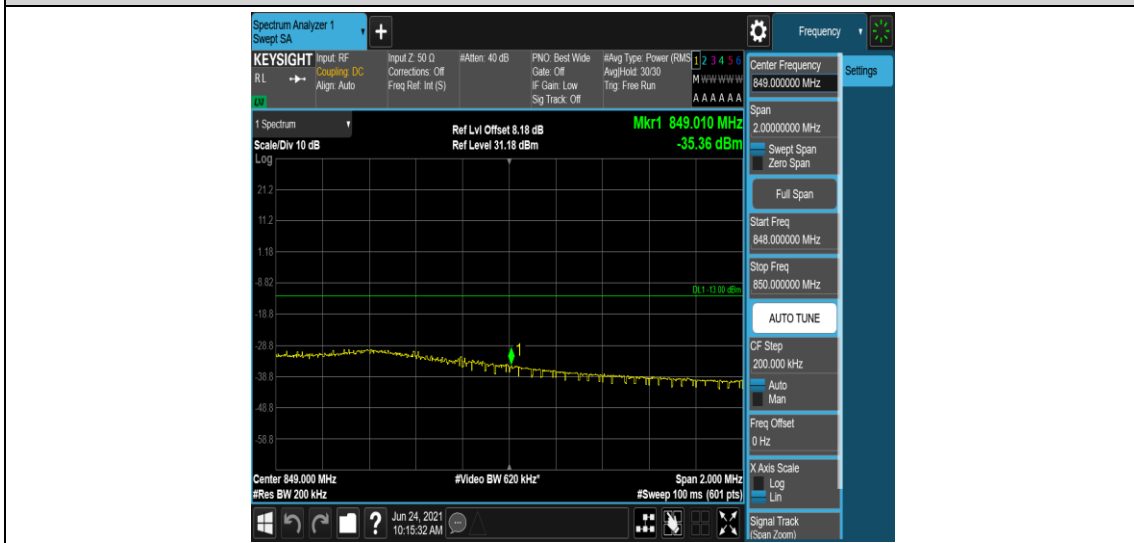 Spectrum Analyzer 1
Swept SA
+
Frequency
KEYSIGHT
RL
Input: RF
Coupling: DC
Align: Auto
Input Z: 50 Ω
Corrections: Off
Freq Ref: Int (S)
#Atten: 40 dB
PNO: Best Wide
Gate: Off
IF Gain: Low
Sig Track: Off
#Avg Type: Power (RMS
Avg|Hold: 30/30
Trig: Free Run
1 2 3 4 5 6
M W W W W W
A A A A A A
1 Spectrum
Scale/Div 10 dB
Ref Lvl Offset 8.18 dB
Ref Level 31.18 dBm
Mkr1 849.010 MHz
-35.36 dBm
Log
21.2
11.2
1.18
-8.82
-18.8
-28.8
-38.8
-48.8
-58.8
DL1 -13.00 dBm
1
Center 849.000 MHz
#Res BW 200 kHz
#Video BW 620 kHz*
Span 2.000 MHz
#Sweep 100 ms (601 pts)
Center Frequency
849.000000 MHz
Settings
Span
2.00000000 MHz
Swept Span
Zero Span
Full Span
Start Freq
848.000000 MHz
Stop Freq
850.000000 MHz
AUTO TUNE
CF Step
200.000 kHz
Auto
Man
Freq Offset
0 Hz
X Axis Scale
Log
Lin
Signal Track
(Span Zoom)
?
Jun 24, 2021
10:15:32 AM